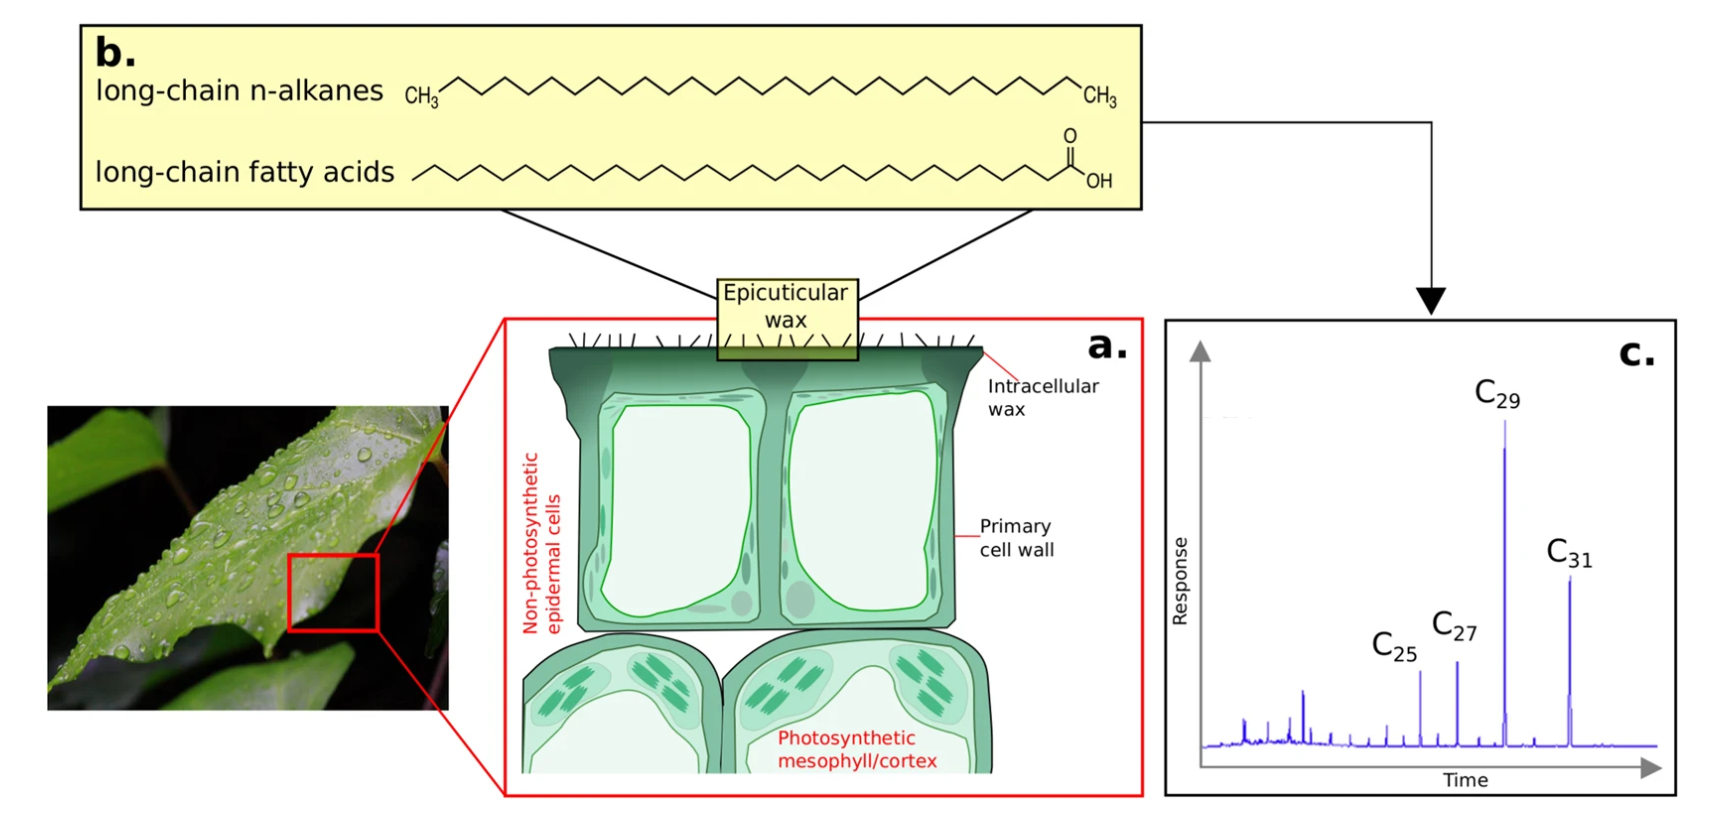 b.
long-chain n-alkanes CH₃ CH₃
O
long-chain fatty acids OH
Epicuticular
wax
a.
Intracellular
wax
Non-photosynthetic
epidermal cells
Primary
cell wall
Photosynthetic
mesophyll/cortex
c.
C₂₉
C₃₁
C₂₇
C₂₅
Response
Time